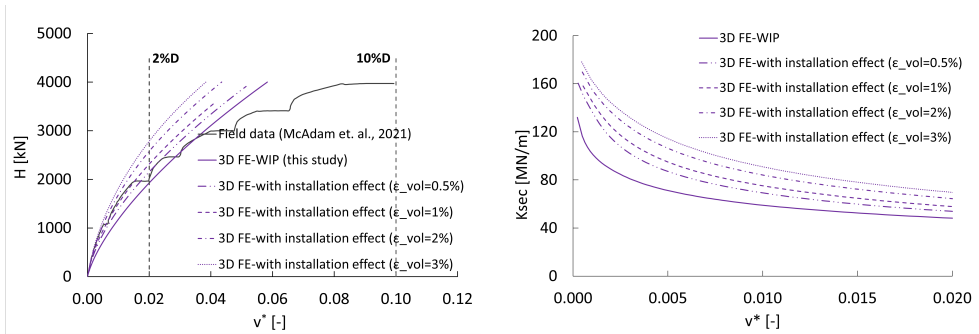 2%D
10%D
H [kN]
5000
4000
3000
2000
1000
0
Field data (McAdam et. al., 2021)
3D FE-WIP (this study)
3D FE-with installation effect (ε_vol=0.5%)
3D FE-with installation effect (ε_vol=1%)
3D FE-with installation effect (ε_vol=2%)
3D FE-with installation effect (ε_vol=3%)
0.00 0.02 0.04 0.06 0.08 0.10 0.12
v* [-]
Ksec [MN/m]
200
160
120
80
40
0
3D FE-WIP
3D FE-with installation effect (ε_vol=0.5%)
3D FE-with installation effect (ε_vol=1%)
3D FE-with installation effect (ε_vol=2%)
3D FE-with installation effect (ε_vol=3%)
0.000 0.005 0.010 0.015 0.020
v* [-]